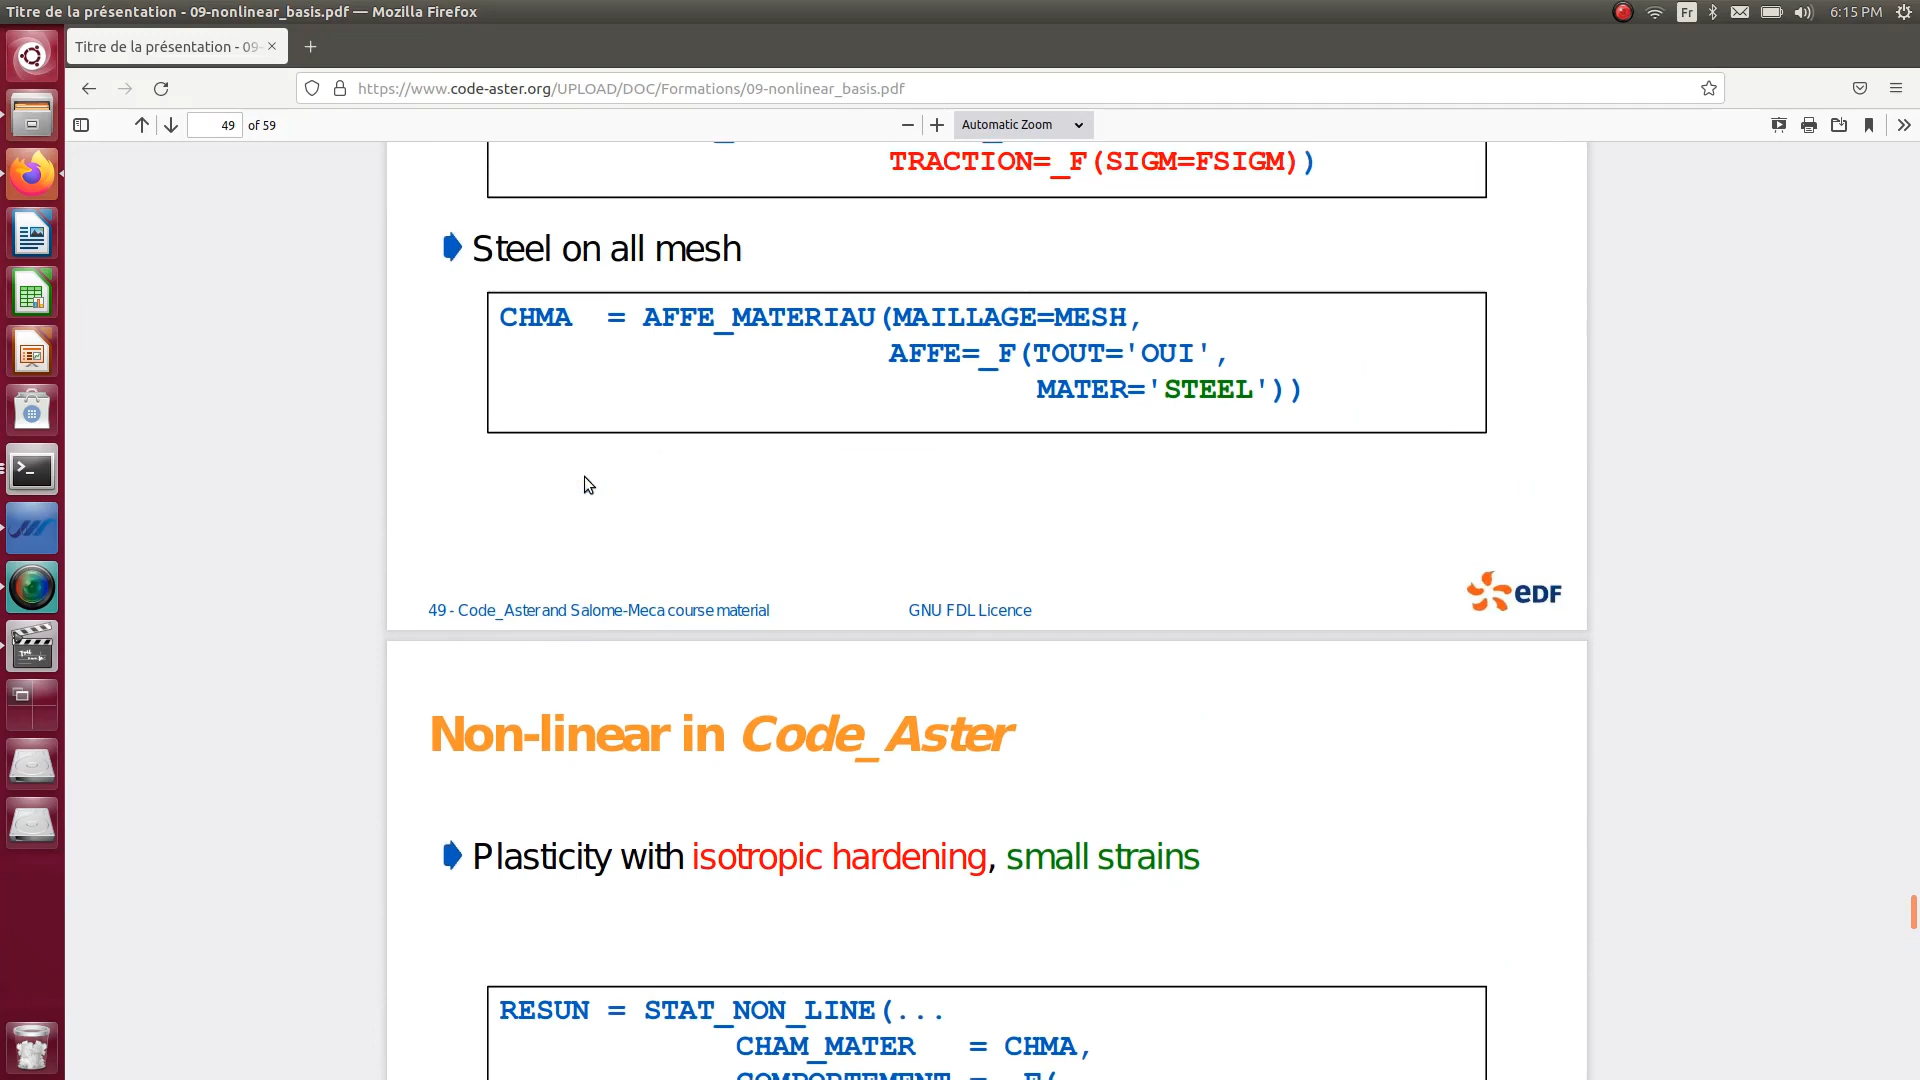 Titre de la présentation - 09-nonlinear_basis.pdf — Mozilla Firefox
Fr
6:15 PM
Titre de la présentation - 09-
https://www.code-aster.org/UPLOAD/DOC/Formations/09-nonlinear_basis.pdf
49 of 59
Automatic Zoom
TRACTION=_F(SIGM=FSIGM))
Steel on all mesh
CHMA = AFFE_MATERIAU(MAILLAGE=MESH,
AFFE=_F(TOUT='OUI',
MATER='STEEL'))
49 - Code_Aster and Salome-Meca course material
GNU FDL Licence
eDF
Non-linear in Code_Aster
Plasticity with isotropic hardening, small strains
RESUN = STAT_NON_LINE(...
CHAM_MATER = CHMA,